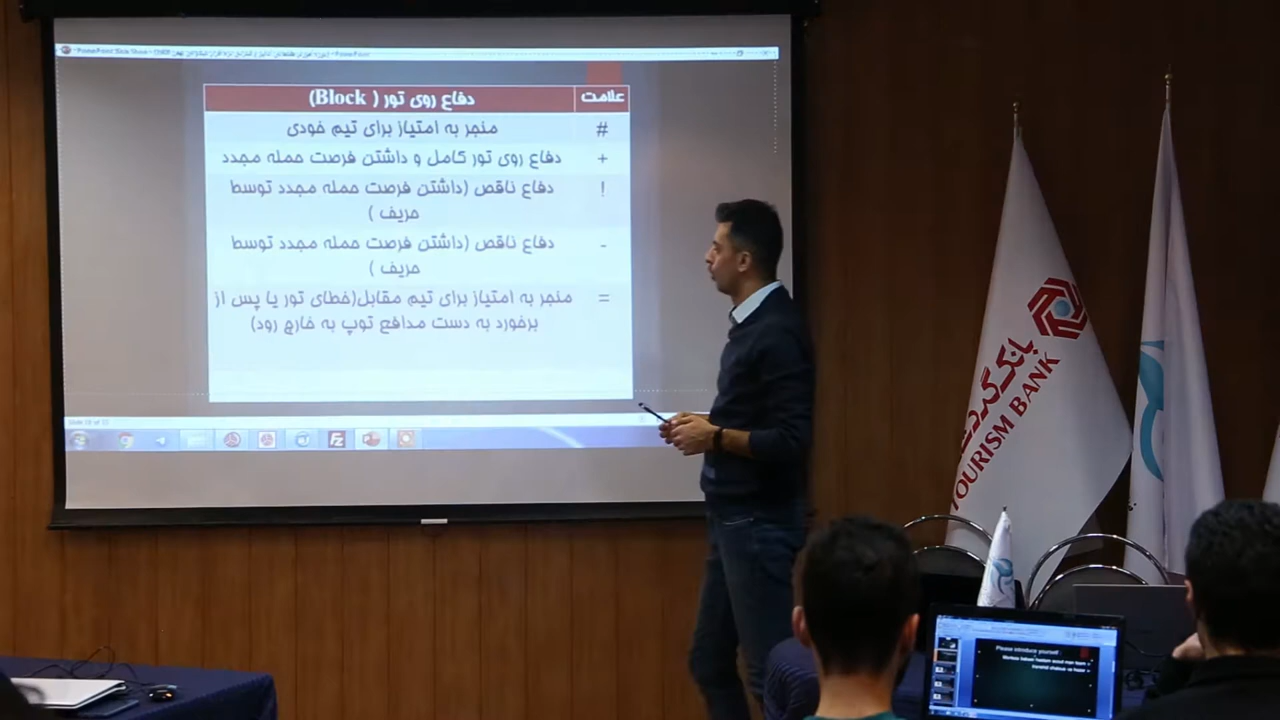 علامت دفاع روی تور ( Block)
# منجر به امتیاز برای تیم خودی
+ دفاع روی تور کامل و داشتن فرصت حمله مجدد
! دفاع ناقص (داشتن فرصت حمله مجدد توسط
حریف )
- دفاع ناقص (داشتن فرصت حمله مجدد توسط
حریف )
= منجر به امتیاز برای تیم مقابل(خطای تور یا پس از
برخورد به دست مدافع توپ به خارج رود)
بانک
TOURISM BANK
Please introduce yourself